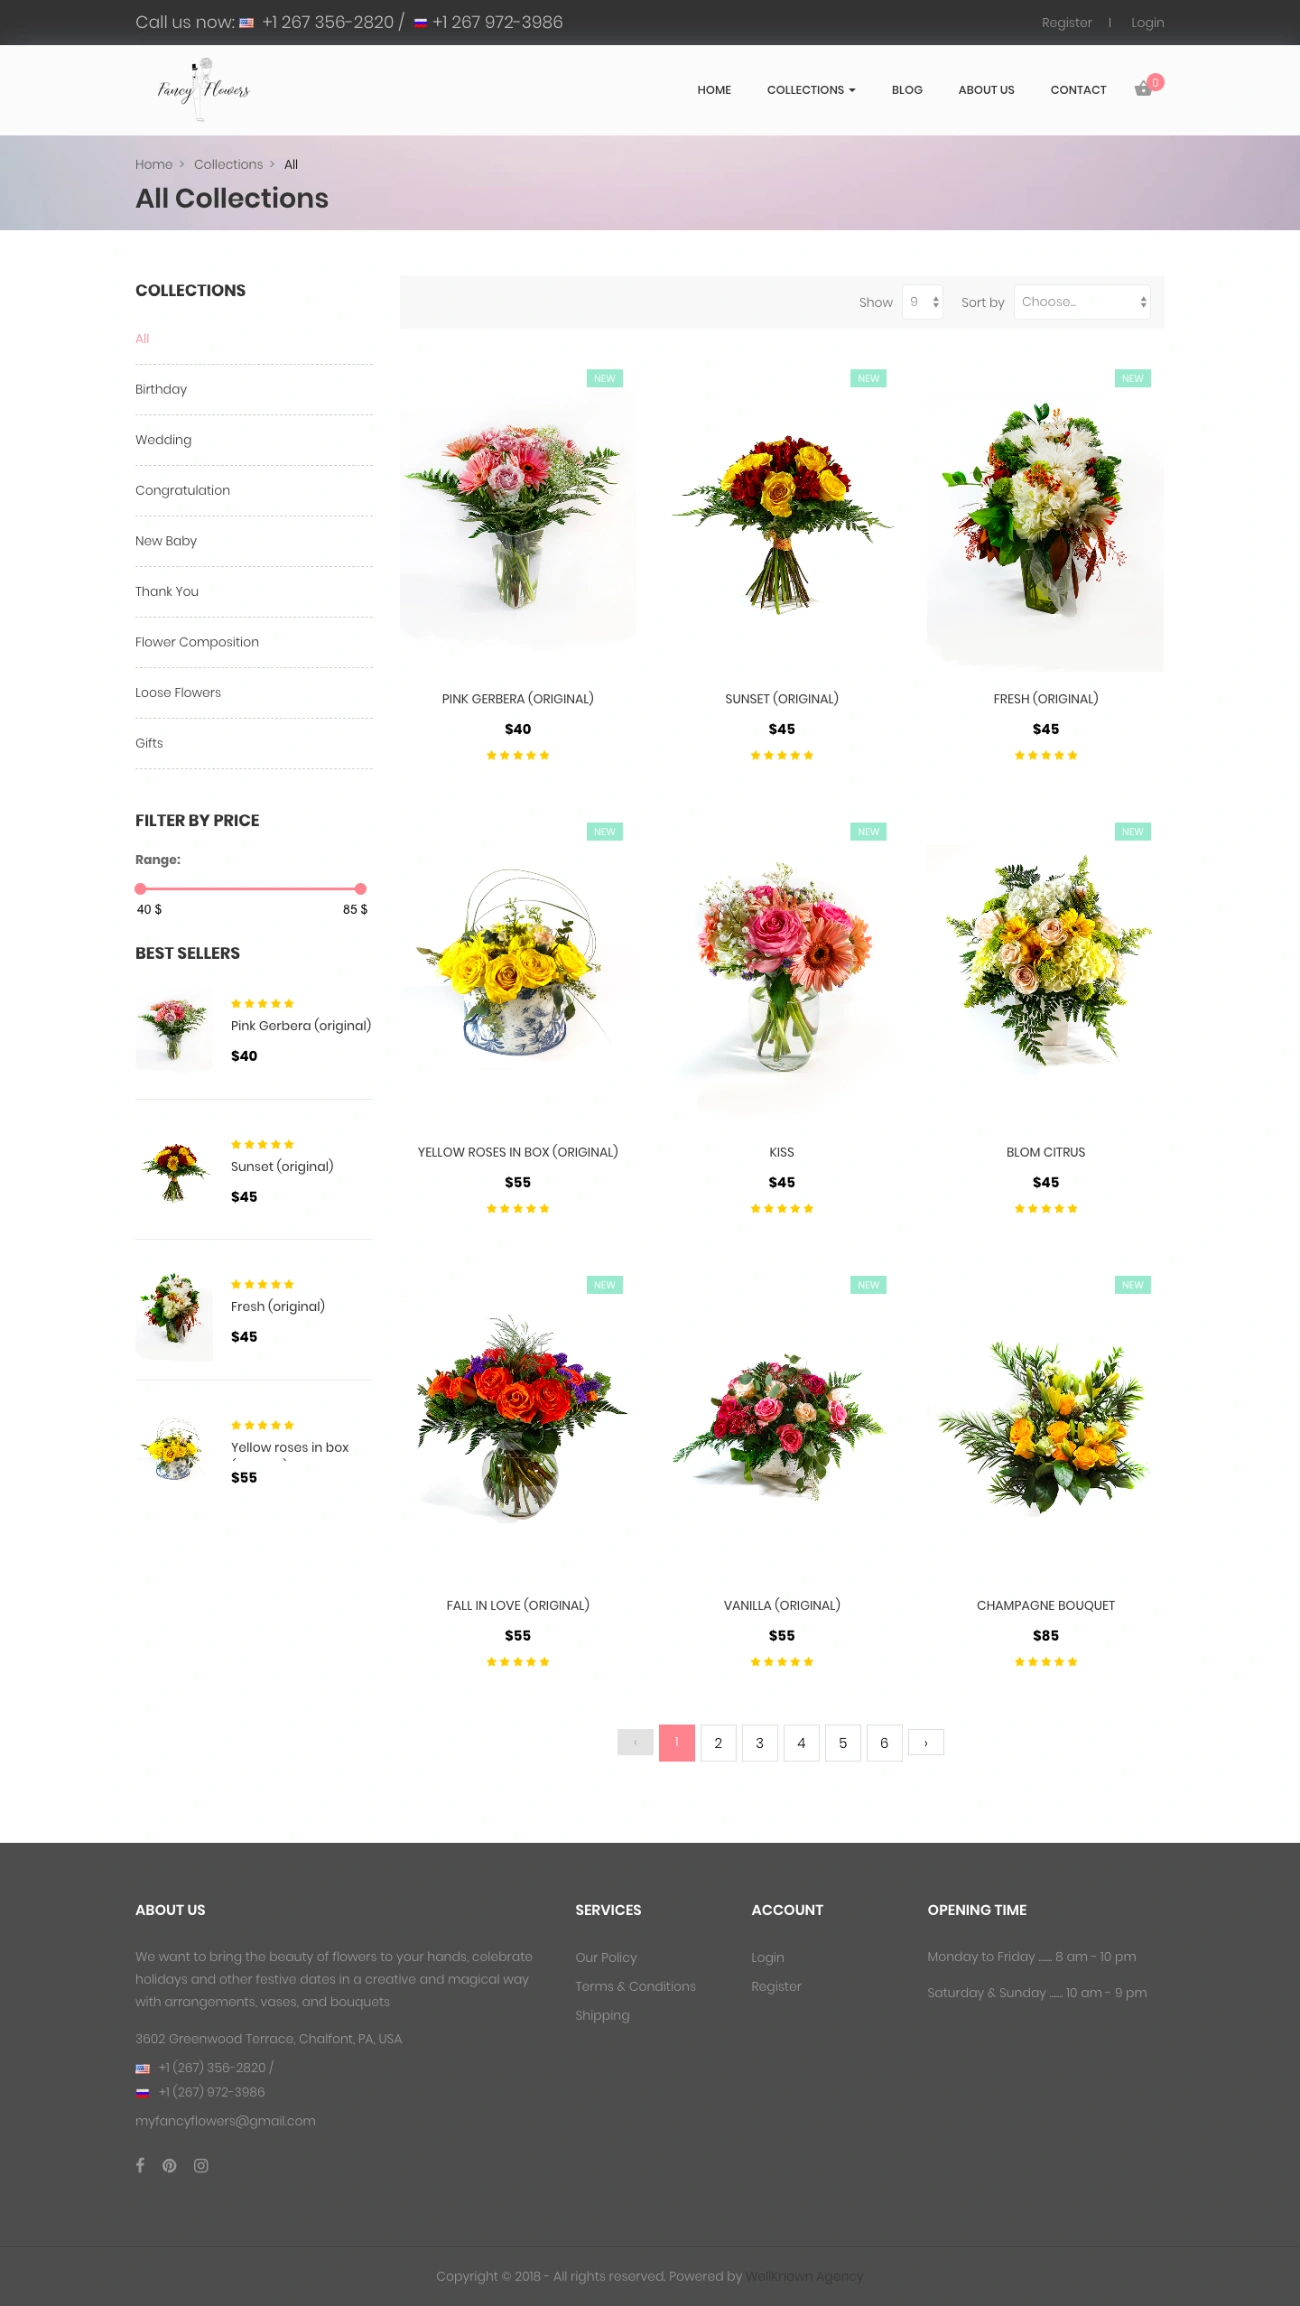 Call us now: +1 267 356-2820 / +1 267 972-3986
Register | Login
Fancy Flowers
HOME COLLECTIONS BLOG ABOUT US CONTACT 0
Home > Collections > All
All Collections
COLLECTIONS
All
Birthday
Wedding
Congratulation
New Baby
Thank You
Flower Composition
Loose Flowers
Gifts
FILTER BY PRICE
Range:
40 $ 85 $
BEST SELLERS
Pink Gerbera (original)
$40
Sunset (original)
$45
Fresh (original)
$45
Yellow roses in box
$55
Show 9 Sort by Choose...
NEW NEW NEW
PINK GERBERA (ORIGINAL) SUNSET (ORIGINAL) FRESH (ORIGINAL)
$40 $45 $45
NEW NEW NEW
YELLOW ROSES IN BOX (ORIGINAL) KISS BLOM CITRUS
$55 $45 $45
NEW NEW NEW
FALL IN LOVE (ORIGINAL) VANILLA (ORIGINAL) CHAMPAGNE BOUQUET
$55 $55 $85
‹ 1 2 3 4 5 6 ›
ABOUT US
We want to bring the beauty of flowers to your hands, celebrate
holidays and other festive dates in a creative and magical way
with arrangements, vases, and bouquets
3602 Greenwood Terrace, Chalfont, PA, USA
+1 (267) 356-2820 /
+1 (267) 972-3986
myfancyflowers@gmail.com
SERVICES
Our Policy
Terms & Conditions
Shipping
ACCOUNT
Login
Register
OPENING TIME
Monday to Friday ...... 8 am - 10 pm
Saturday & Sunday ...... 10 am - 9 pm
Copyright © 2018 - All rights reserved. Powered by WellKnown Agency